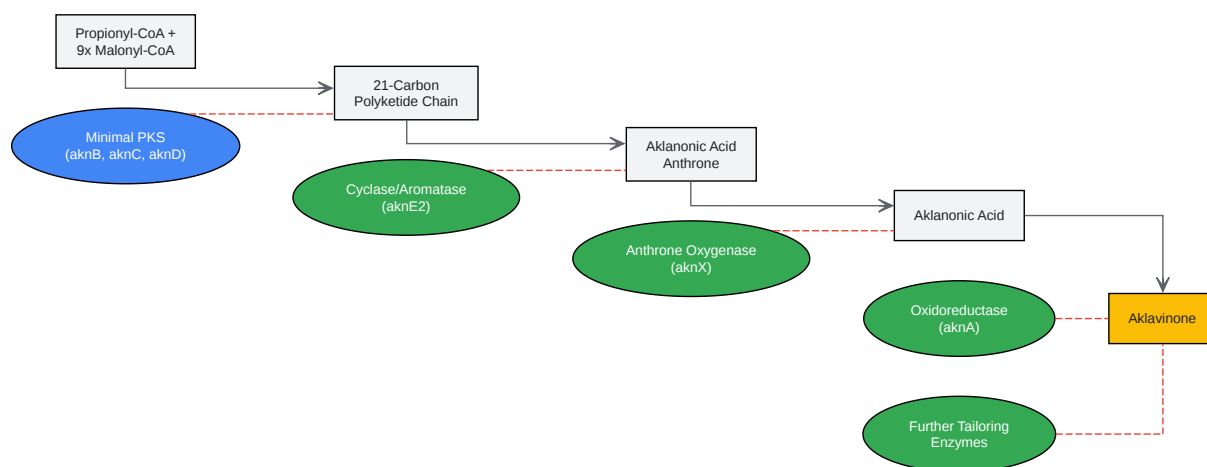 Propionyl-CoA +
9x Malonyl-CoA
21-Carbon
Polyketide Chain
Minimal PKS
(aknB, aknC, aknD)
Aklanonic Acid
Anthrone
Cyclase/Aromatase
(aknE2)
Aklanonic Acid
Anthrone Oxygenase
(aknX)
Oxidoreductase
(aknA)
Aklavinone
Further Tailoring
Enzymes